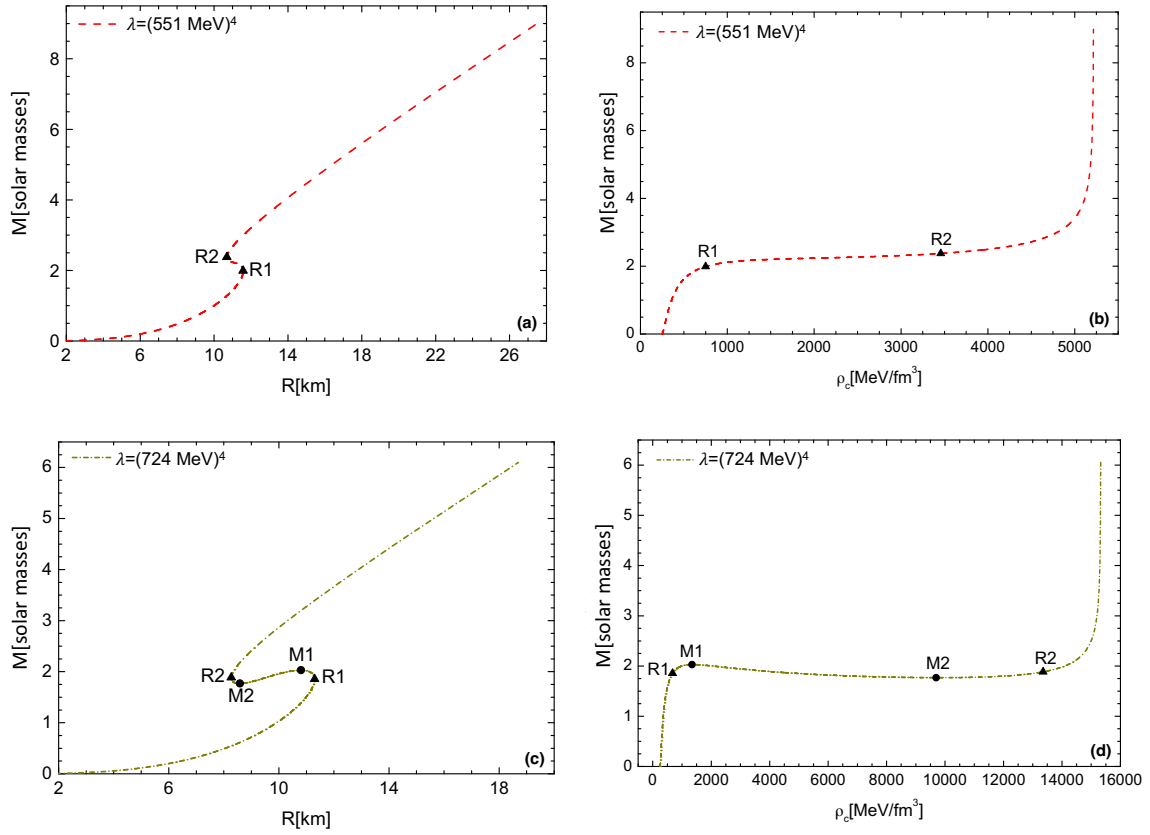 λ=(551 MeV)⁴
M[solar masses]
8
6
4
2
0
R2
R1
(a)
2 6 10 14 18 22 26
R[km]
λ=(551 MeV)⁴
M[solar masses]
8
6
4
2
0
R1
R2
(b)
0 1000 2000 3000 4000 5000
ρc[MeV/fm³]
λ=(724 MeV)⁴
M[solar masses]
6
5
4
3
2
1
0
M1
R2
R1
M2
(c)
2 6 10 14 18
R[km]
λ=(724 MeV)⁴
M[solar masses]
6
5
4
3
2
1
0
M1
R1
M2
R2
(d)
0 2000 4000 6000 8000 10000 12000 14000 16000
ρc[MeV/fm³]